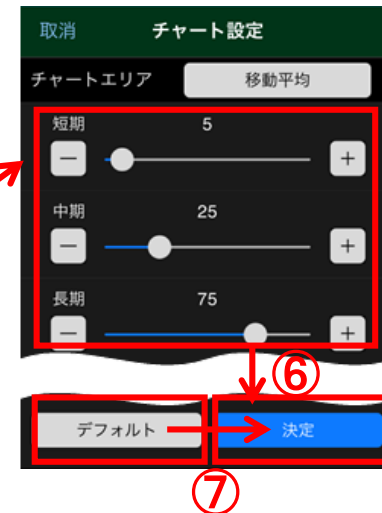 取消 チャート設定
チャートエリア 移動平均
短期 5
− +
中期 25
− +
長期 75
− +
⑥
デフォルト 決定
⑦